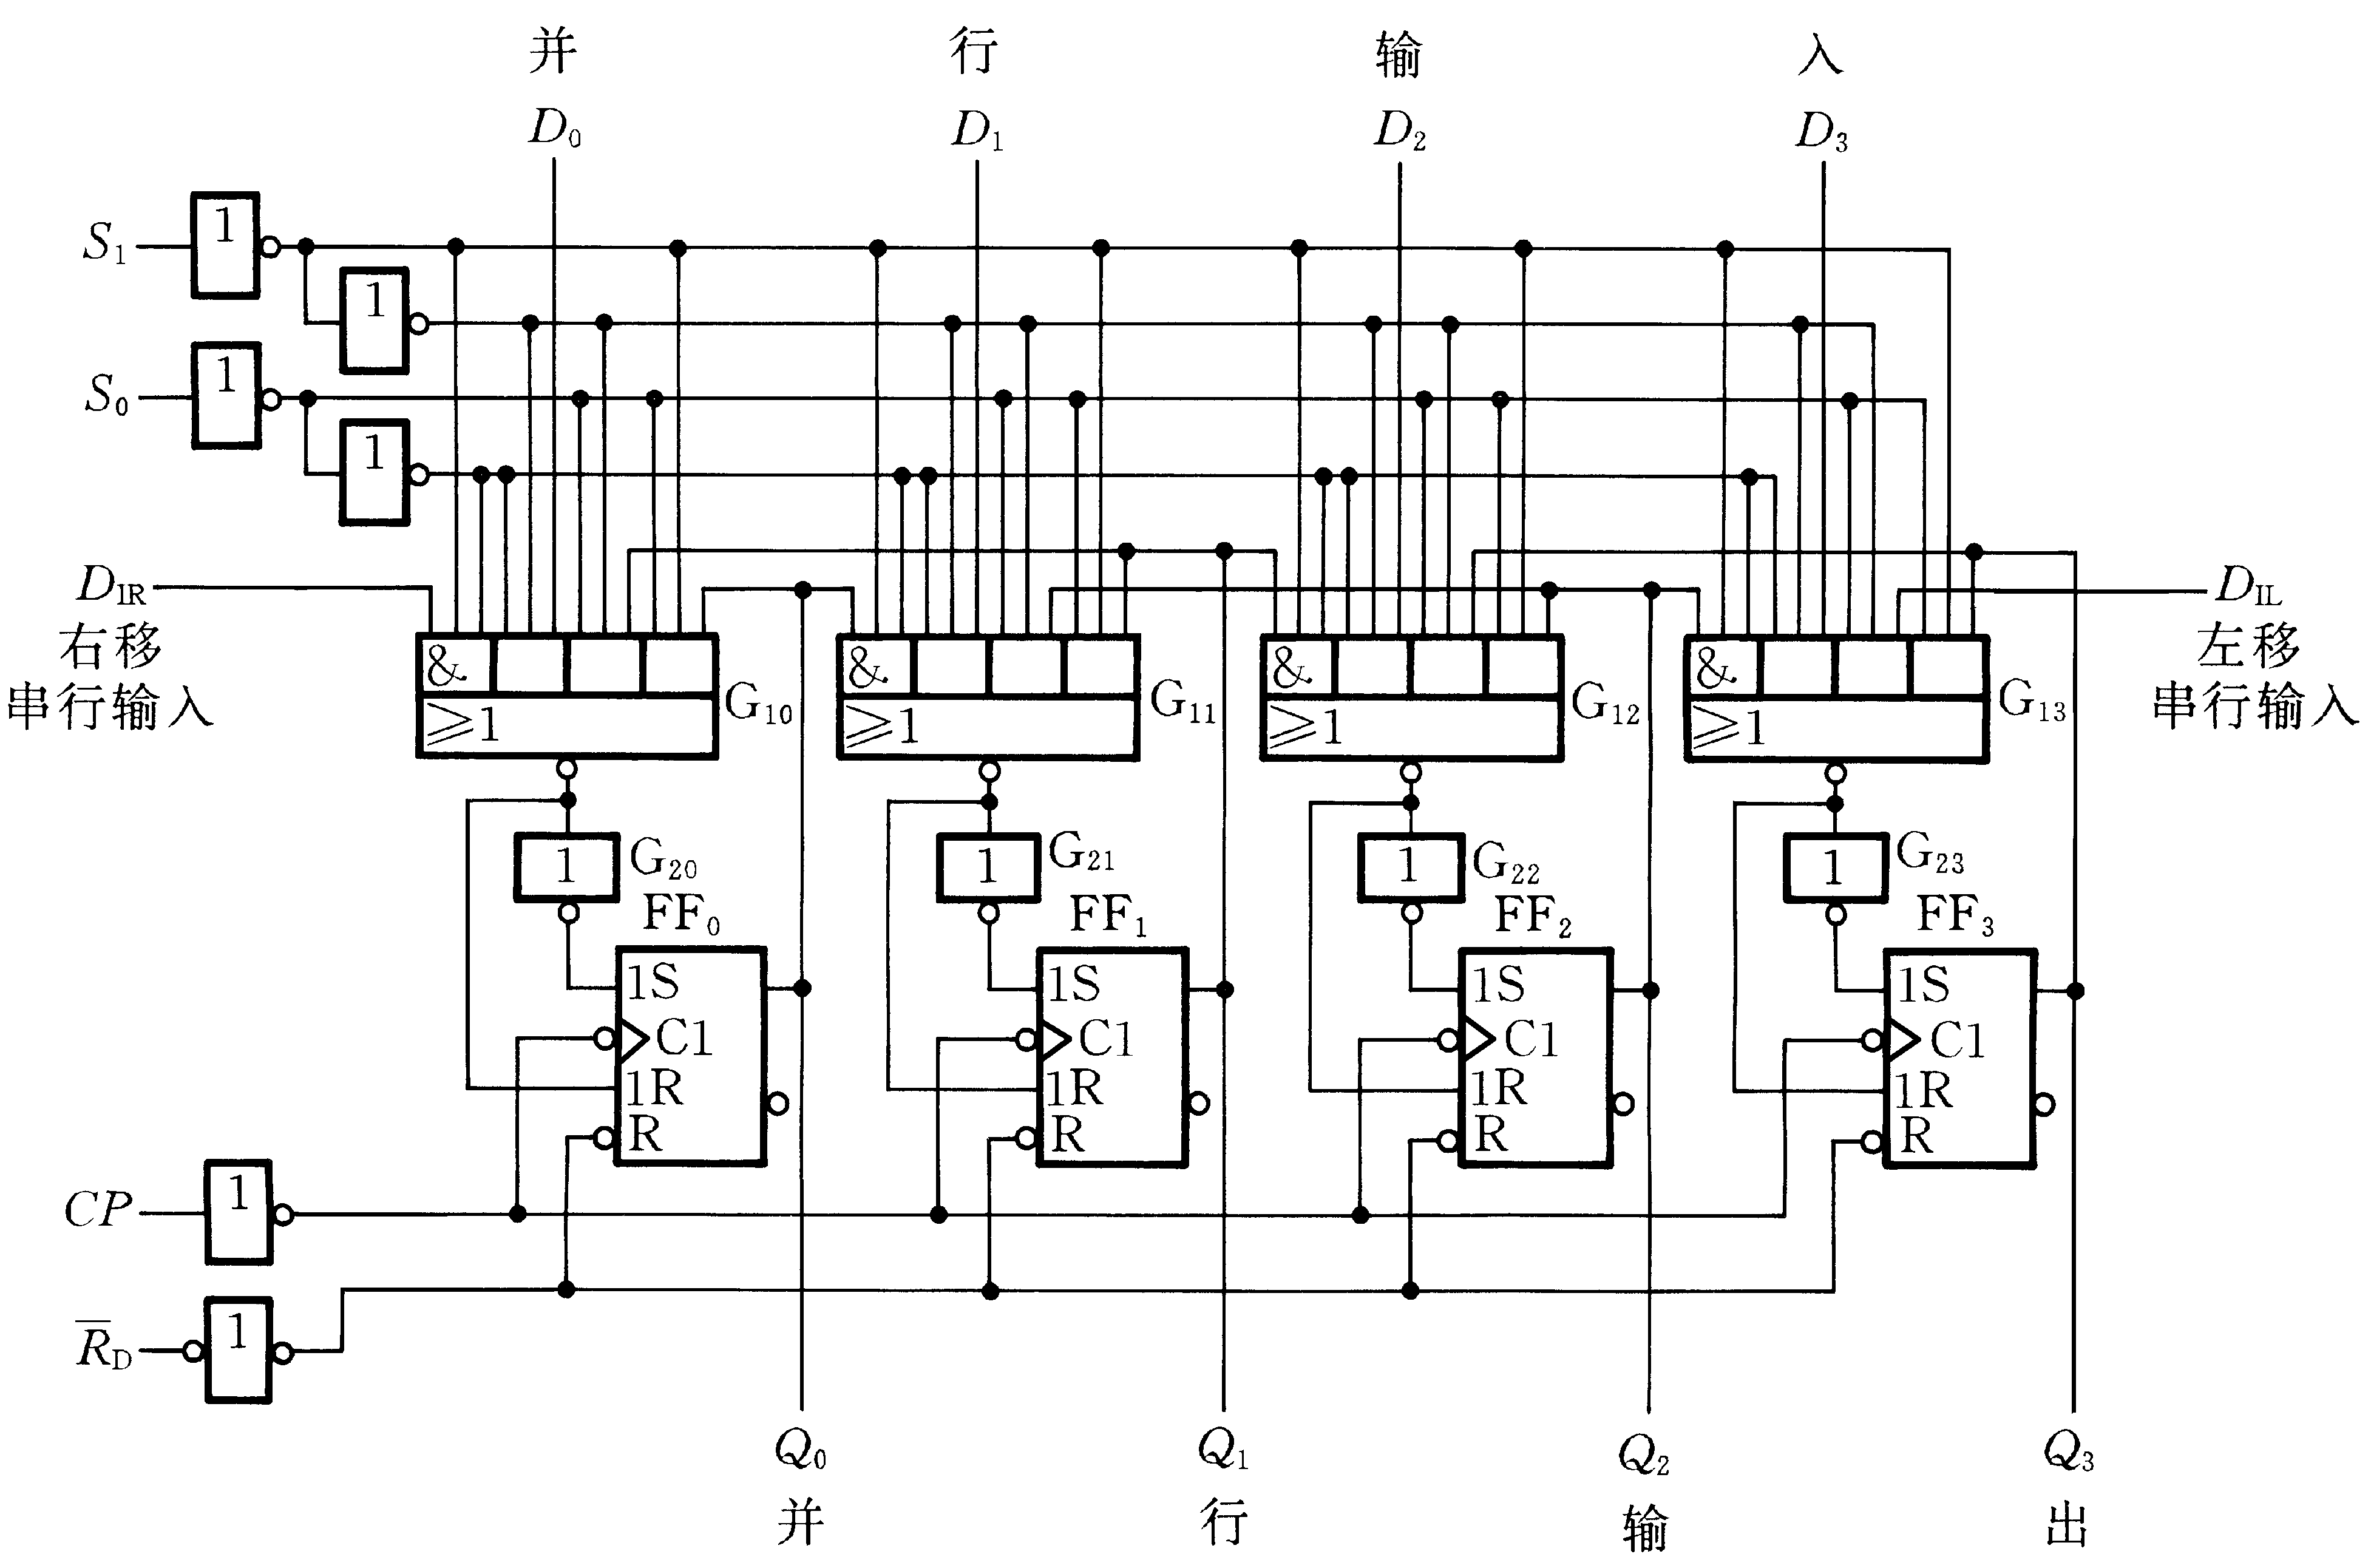 并 行 输 入
D₀ D₁ D₂ D₃
S₁ 1
1
S₀ 1
1
D_IR
右移
串行输入
D_IL
左移
串行输入
& & & &
≥1 G₁₀ ≥1 G₁₁ ≥1 G₁₂ ≥1 G₁₃
1 G₂₀ 1 G₂₁ 1 G₂₂ 1 G₂₃
FF₀ FF₁ FF₂ FF₃
1S 1S 1S 1S
C1 C1 C1 C1
1R 1R 1R 1R
R R R R
CP 1
R̅_D 1
Q₀ Q₁ Q₂ Q₃
并 行 输 出